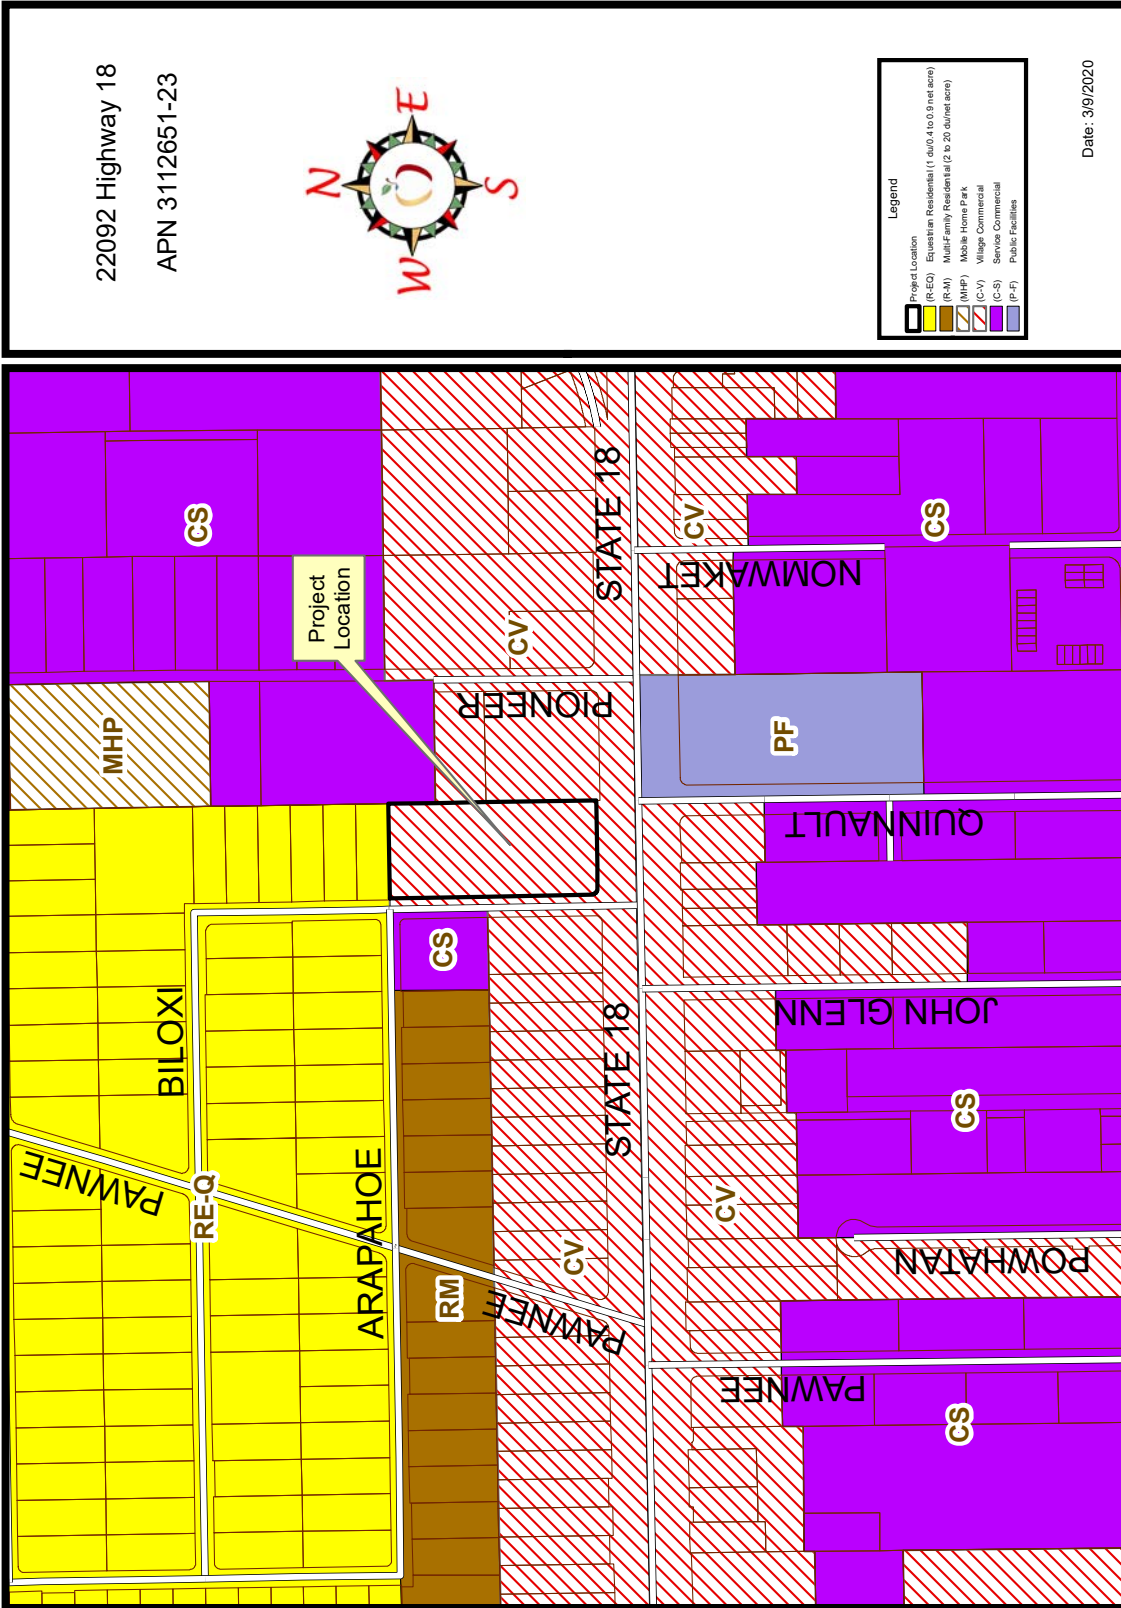 22092 Highway 18
APN 3112651-23
N
W
E
S
Legend
Project Location
(R-EQ) Equestrian Residential (1 du/0.4 to 0.9 net acre)
(R-M) Multi-Family Residential (2 to 20 du/net acre)
(MHP) Mobile Home Park
(C-V) Village Commercial
(C-S) Service Commercial
(P-F) Public Facilities
Date: 3/9/2020
CS
MHP
Project
Location
CV
STATE 18
PIONEER
CV
NOMWAKET
CS
PF
QUINNAULT
BILOXI
CS
PAWNEE
RE-Q
ARAPAHOE
STATE 18
JOHN GLENN
CS
RM
CV
CV
PAWNEE
POWHATAN
PAWNEE
CS